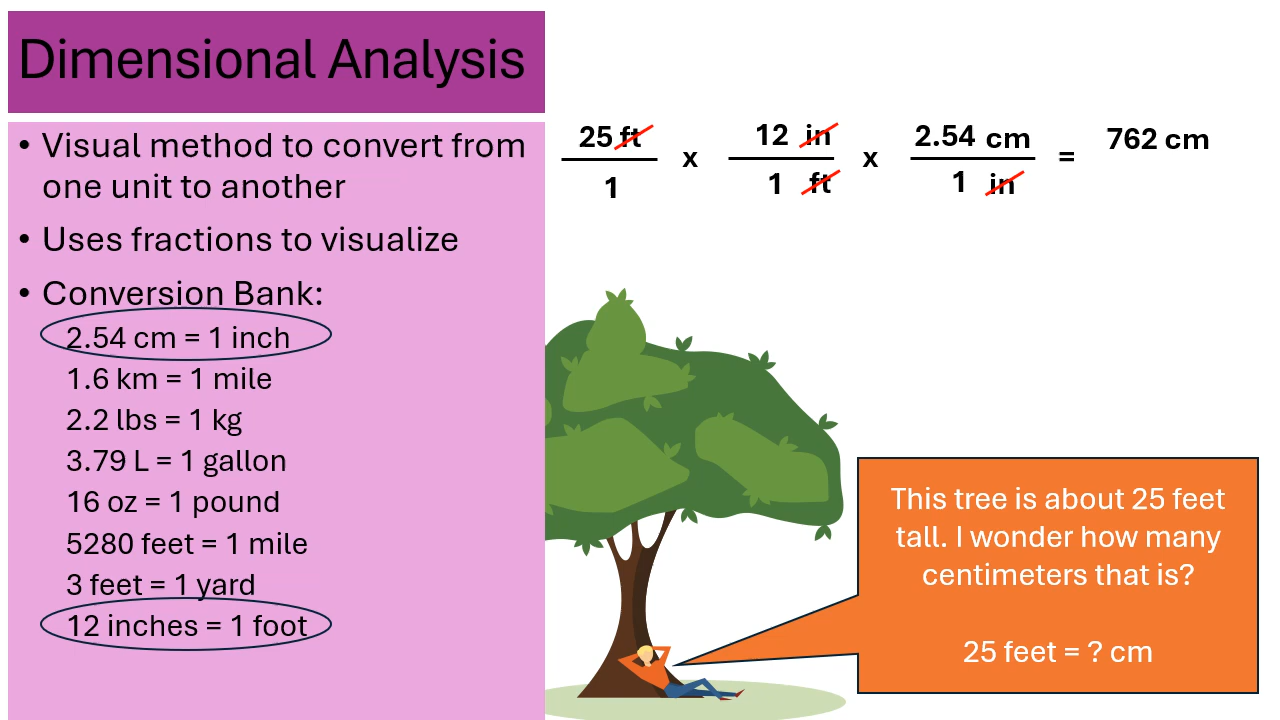 Dimensional Analysis
• Visual method to convert from
one unit to another
• Uses fractions to visualize
• Conversion Bank:
2.54 cm = 1 inch
1.6 km = 1 mile
2.2 lbs = 1 kg
3.79 L = 1 gallon
16 oz = 1 pound
5280 feet = 1 mile
3 feet = 1 yard
12 inches = 1 foot
25 ft x 12 in x 2.54 cm = 762 cm
1 1 ft 1 in
This tree is about 25 feet
tall. I wonder how many
centimeters that is?
25 feet = ? cm